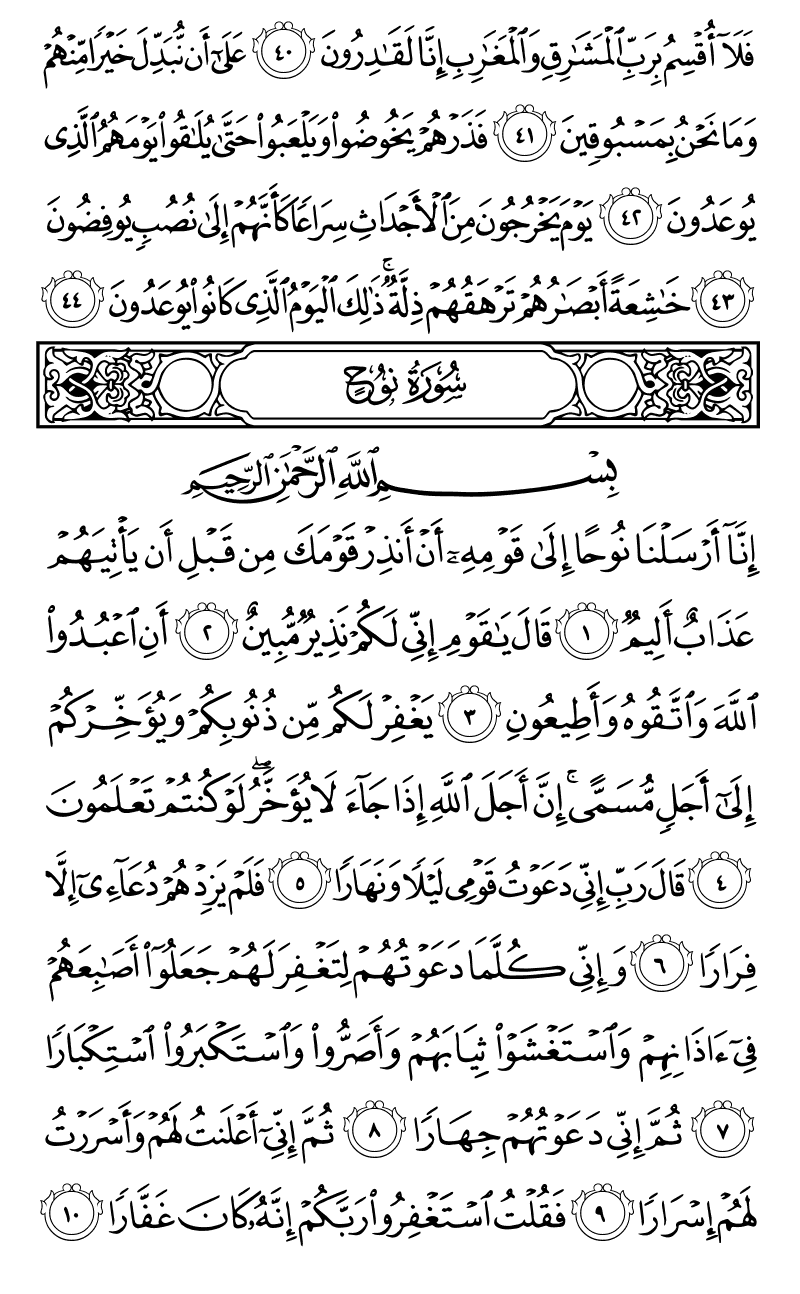 فَلَآ أُقْسِمُ بِرَبِّ ٱلْمَشَـٰرِقِ وَٱلْمَغَـٰرِبِ إِنَّا لَقَـٰدِرُونَ ٤٠ عَلَىٰٓ أَن نُّبَدِّلَ خَيْرًا مِّنْهُمْ
وَمَا نَحْنُ بِمَسْبُوقِينَ ٤١ فَذَرْهُمْ يَخُوضُوا۟ وَيَلْعَبُوا۟ حَتَّىٰ يُلَـٰقُوا۟ يَوْمَهُمُ ٱلَّذِى
يُوعَدُونَ ٤٢ يَوْمَ يَخْرُجُونَ مِنَ ٱلْأَجْدَاثِ سِرَاعًا كَأَنَّهُمْ إِلَىٰ نُصُبٍ يُوفِضُونَ
٤٣ خَـٰشِعَةً أَبْصَـٰرُهُمْ تَرْهَقُهُمْ ذِلَّةٌ ۚ ذَٰلِكَ ٱلْيَوْمُ ٱلَّذِى كَانُوا۟ يُوعَدُونَ ٤٤
سُورَةُ نُوحٍ
بِسْمِ ٱللَّهِ ٱلرَّحْمَـٰنِ ٱلرَّحِيمِ
إِنَّآ أَرْسَلْنَا نُوحًا إِلَىٰ قَوْمِهِۦٓ أَنْ أَنذِرْ قَوْمَكَ مِن قَبْلِ أَن يَأْتِيَهُمْ
عَذَابٌ أَلِيمٌ ١ قَالَ يَـٰقَوْمِ إِنِّى لَكُمْ نَذِيرٌ مُّبِينٌ ٢ أَنِ ٱعْبُدُوا۟
ٱللَّهَ وَٱتَّقُوهُ وَأَطِيعُونِ ٣ يَغْفِرْ لَكُم مِّن ذُنُوبِكُمْ وَيُؤَخِّرْكُمْ
إِلَىٰٓ أَجَلٍ مُّسَمًّى ۚ إِنَّ أَجَلَ ٱللَّهِ إِذَا جَآءَ لَا يُؤَخَّرُ ۖ لَوْ كُنتُمْ تَعْلَمُونَ
٤ قَالَ رَبِّ إِنِّى دَعَوْتُ قَوْمِى لَيْلًا وَنَهَارًا ٥ فَلَمْ يَزِدْهُمْ دُعَآءِىٓ إِلَّا
فِرَارًا ٦ وَإِنِّى كُلَّمَا دَعَوْتُهُمْ لِتَغْفِرَ لَهُمْ جَعَلُوٓا۟ أَصَـٰبِعَهُمْ
فِىٓ ءَاذَانِهِمْ وَٱسْتَغْشَوْا۟ ثِيَابَهُمْ وَأَصَرُّوا۟ وَٱسْتَكْبَرُوا۟ ٱسْتِكْبَارًا
٧ ثُمَّ إِنِّى دَعَوْتُهُمْ جِهَارًا ٨ ثُمَّ إِنِّىٓ أَعْلَنتُ لَهُمْ وَأَسْرَرْتُ
لَهُمْ إِسْرَارًا ٩ فَقُلْتُ ٱسْتَغْفِرُوا۟ رَبَّكُمْ إِنَّهُۥ كَانَ غَفَّارًا ١٠